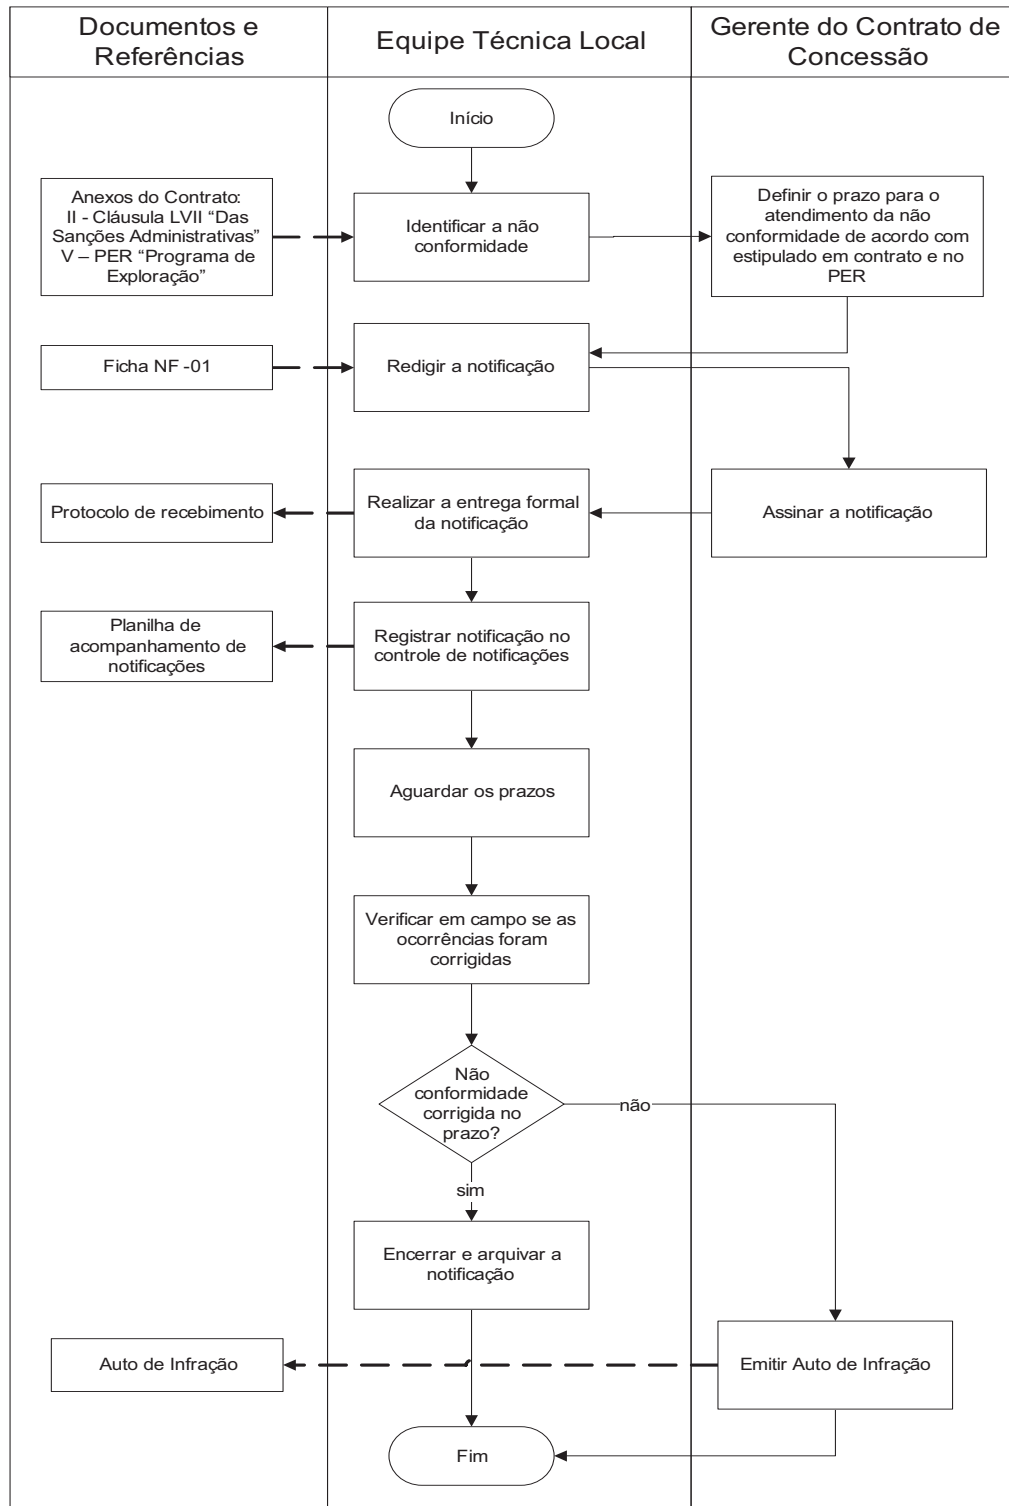 Documentos e
Referências
Equipe Técnica Local
Gerente do Contrato de
Concessão
Início
Anexos do Contrato:
II - Cláusula LVII “Das
Sanções Administrativas”
V – PER “Programa de
Exploração”
Identificar a não
conformidade
Definir o prazo para o
atendimento da não
conformidade de acordo com
estipulado em contrato e no
PER
Ficha NF -01
Redigir a notificação
Protocolo de recebimento
Realizar a entrega formal
da notificação
Assinar a notificação
Planilha de
acompanhamento de
notificações
Registrar notificação no
controle de notificações
Aguardar os prazos
Verificar em campo se as
ocorrências foram
corrigidas
Não
conformidade
corrigida no
prazo?
não
sim
Encerrar e arquivar a
notificação
Auto de Infração
Emitir Auto de Infração
Fim